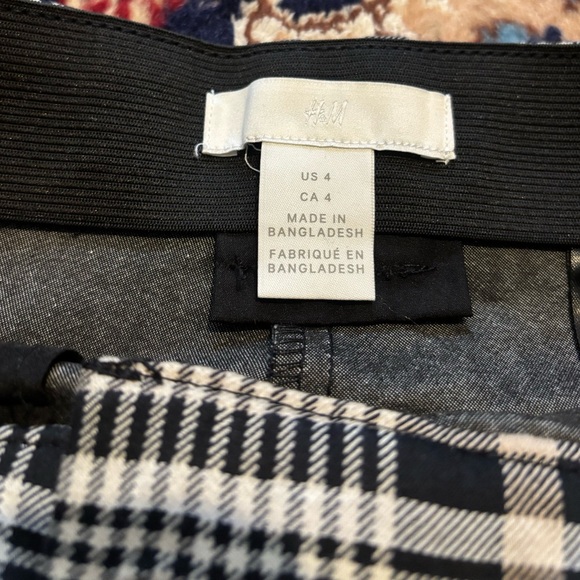 H&M
US 4
CA 4
MADE IN
BANGLADESH
FABRIQUÉ EN
BANGLADESH